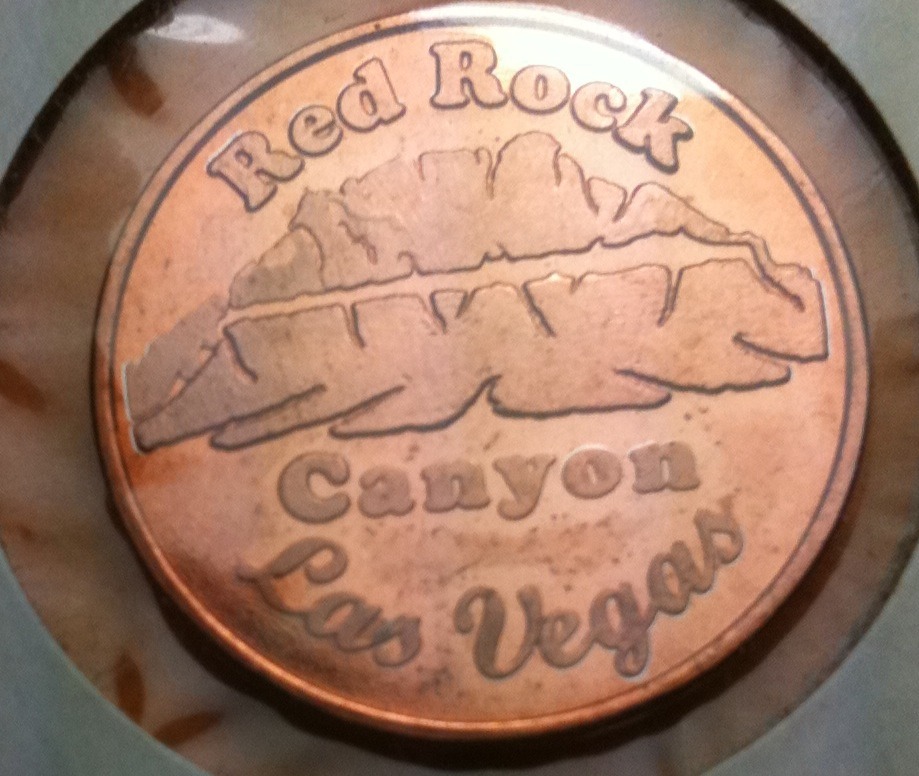 Red Rock
Canyon
Las Vegas